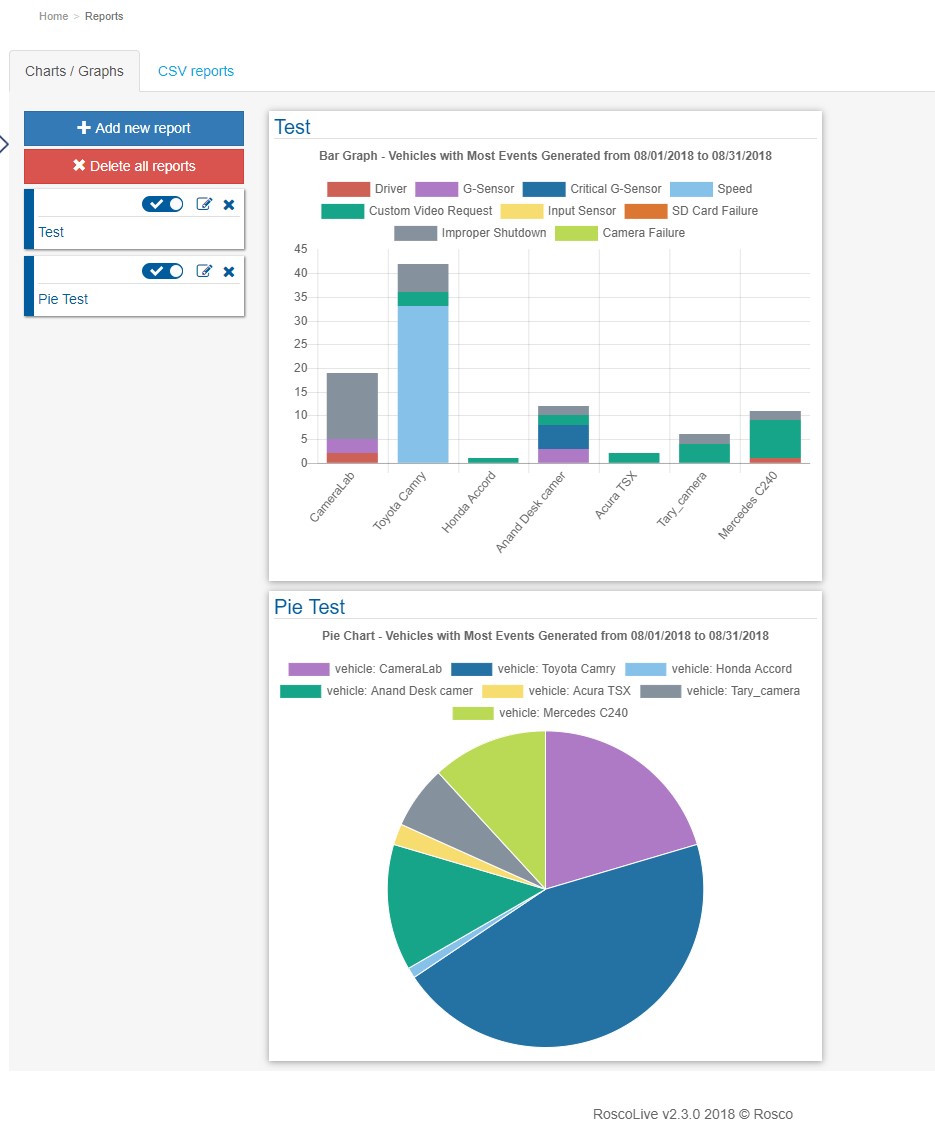 Home > Reports
Charts / Graphs CSV reports
Add new report
Delete all reports
Test
Pie Test
Test
Bar Graph - Vehicles with Most Events Generated from 08/01/2018 to 08/31/2018
Driver G-Sensor Critical G-Sensor Speed
Custom Video Request Input Sensor SD Card Failure
Improper Shutdown Camera Failure
45
40
35
30
25
20
15
10
5
0
CameraLab Toyota Camry Honda Accord Anand Desk camer Acura TSX Tary_camera Mercedes C240
Pie Test
Pie Chart - Vehicles with Most Events Generated from 08/01/2018 to 08/31/2018
vehicle: CameraLab vehicle: Toyota Camry vehicle: Honda Accord
vehicle: Anand Desk camer vehicle: Acura TSX vehicle: Tary_camera
vehicle: Mercedes C240
RoscoLive v2.3.0 2018 © Rosco